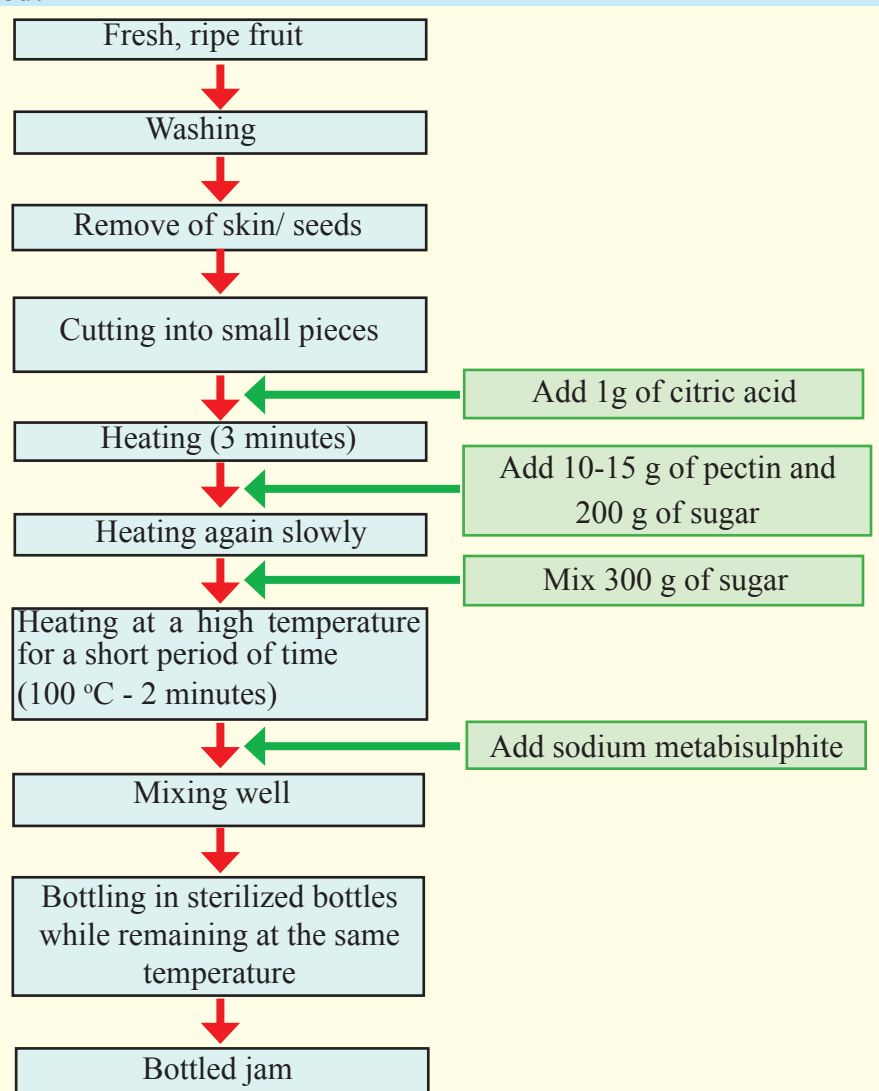 Fresh, ripe fruit
Washing
Remove of skin/ seeds
Cutting into small pieces
Add 1g of citric acid
Heating (3 minutes)
Add 10-15 g of pectin and
200 g of sugar
Heating again slowly
Mix 300 g of sugar
Heating at a high temperature
for a short period of time
(100 °C - 2 minutes)
Add sodium metabisulphite
Mixing well
Bottling in sterilized bottles
while remaining at the same
temperature
Bottled jam